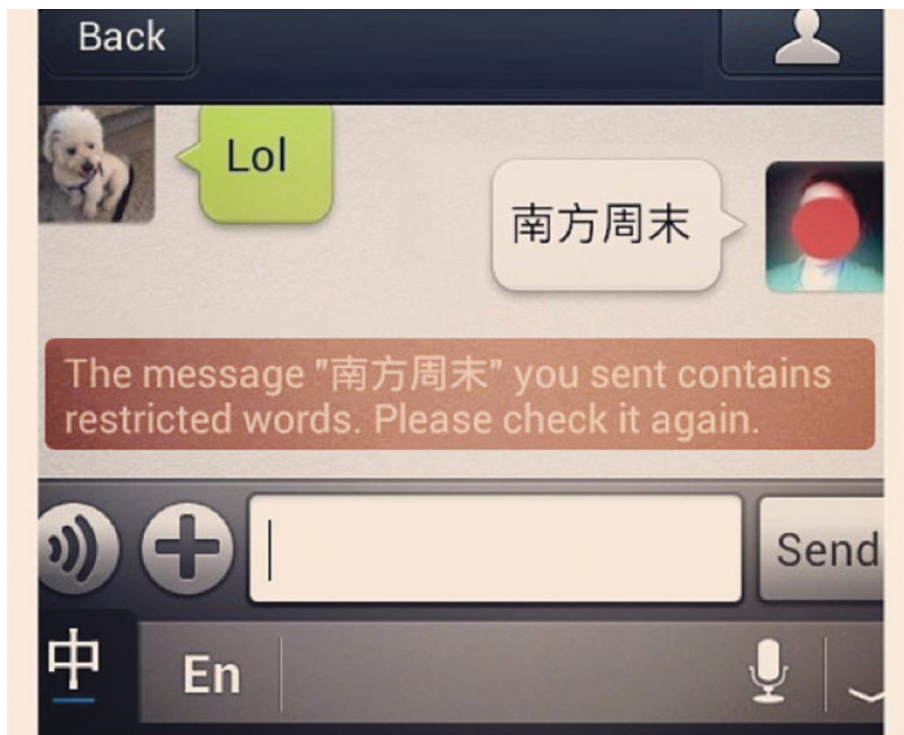 Back
Lol
南方周末
The message "南方周末" you sent contains
restricted words. Please check it again.
Send
中
En